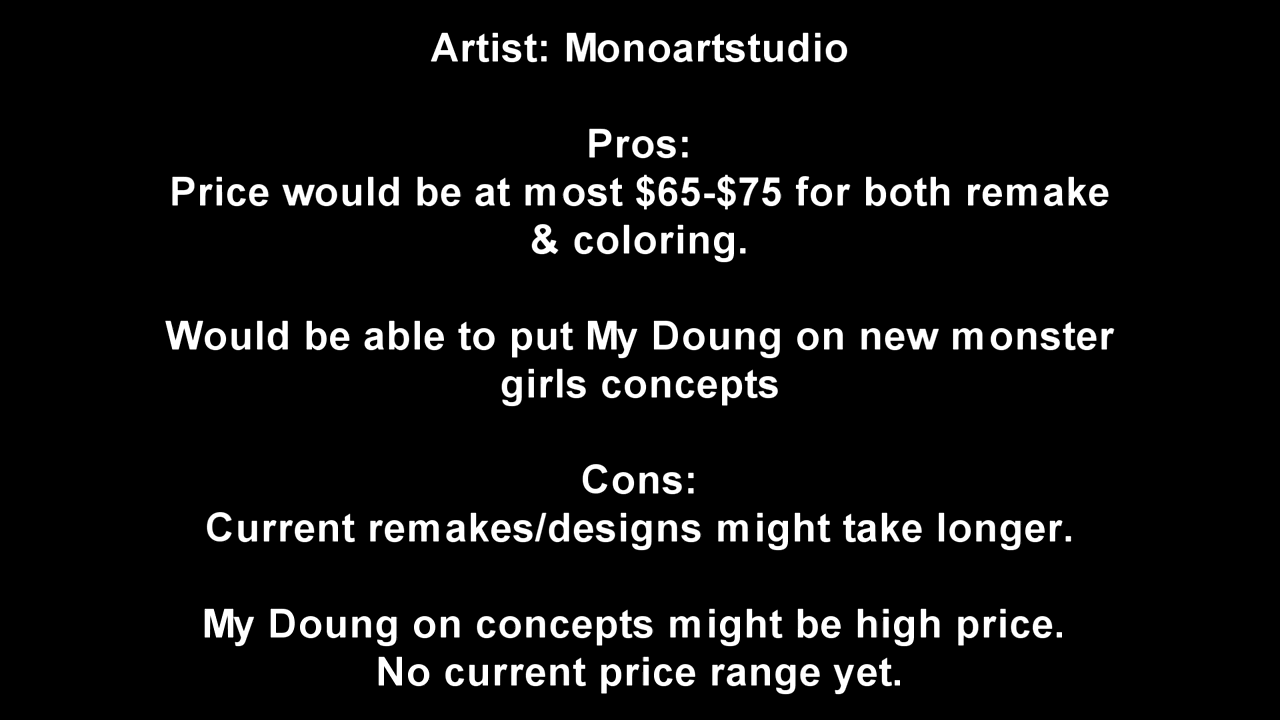 Artist: Monoartstudio
Pros:
Price would be at most $65-$75 for both remake
& coloring.
Would be able to put My Doung on new monster
girls concepts
Cons:
Current remakes/designs might take longer.
My Doung on concepts might be high price.
No current price range yet.